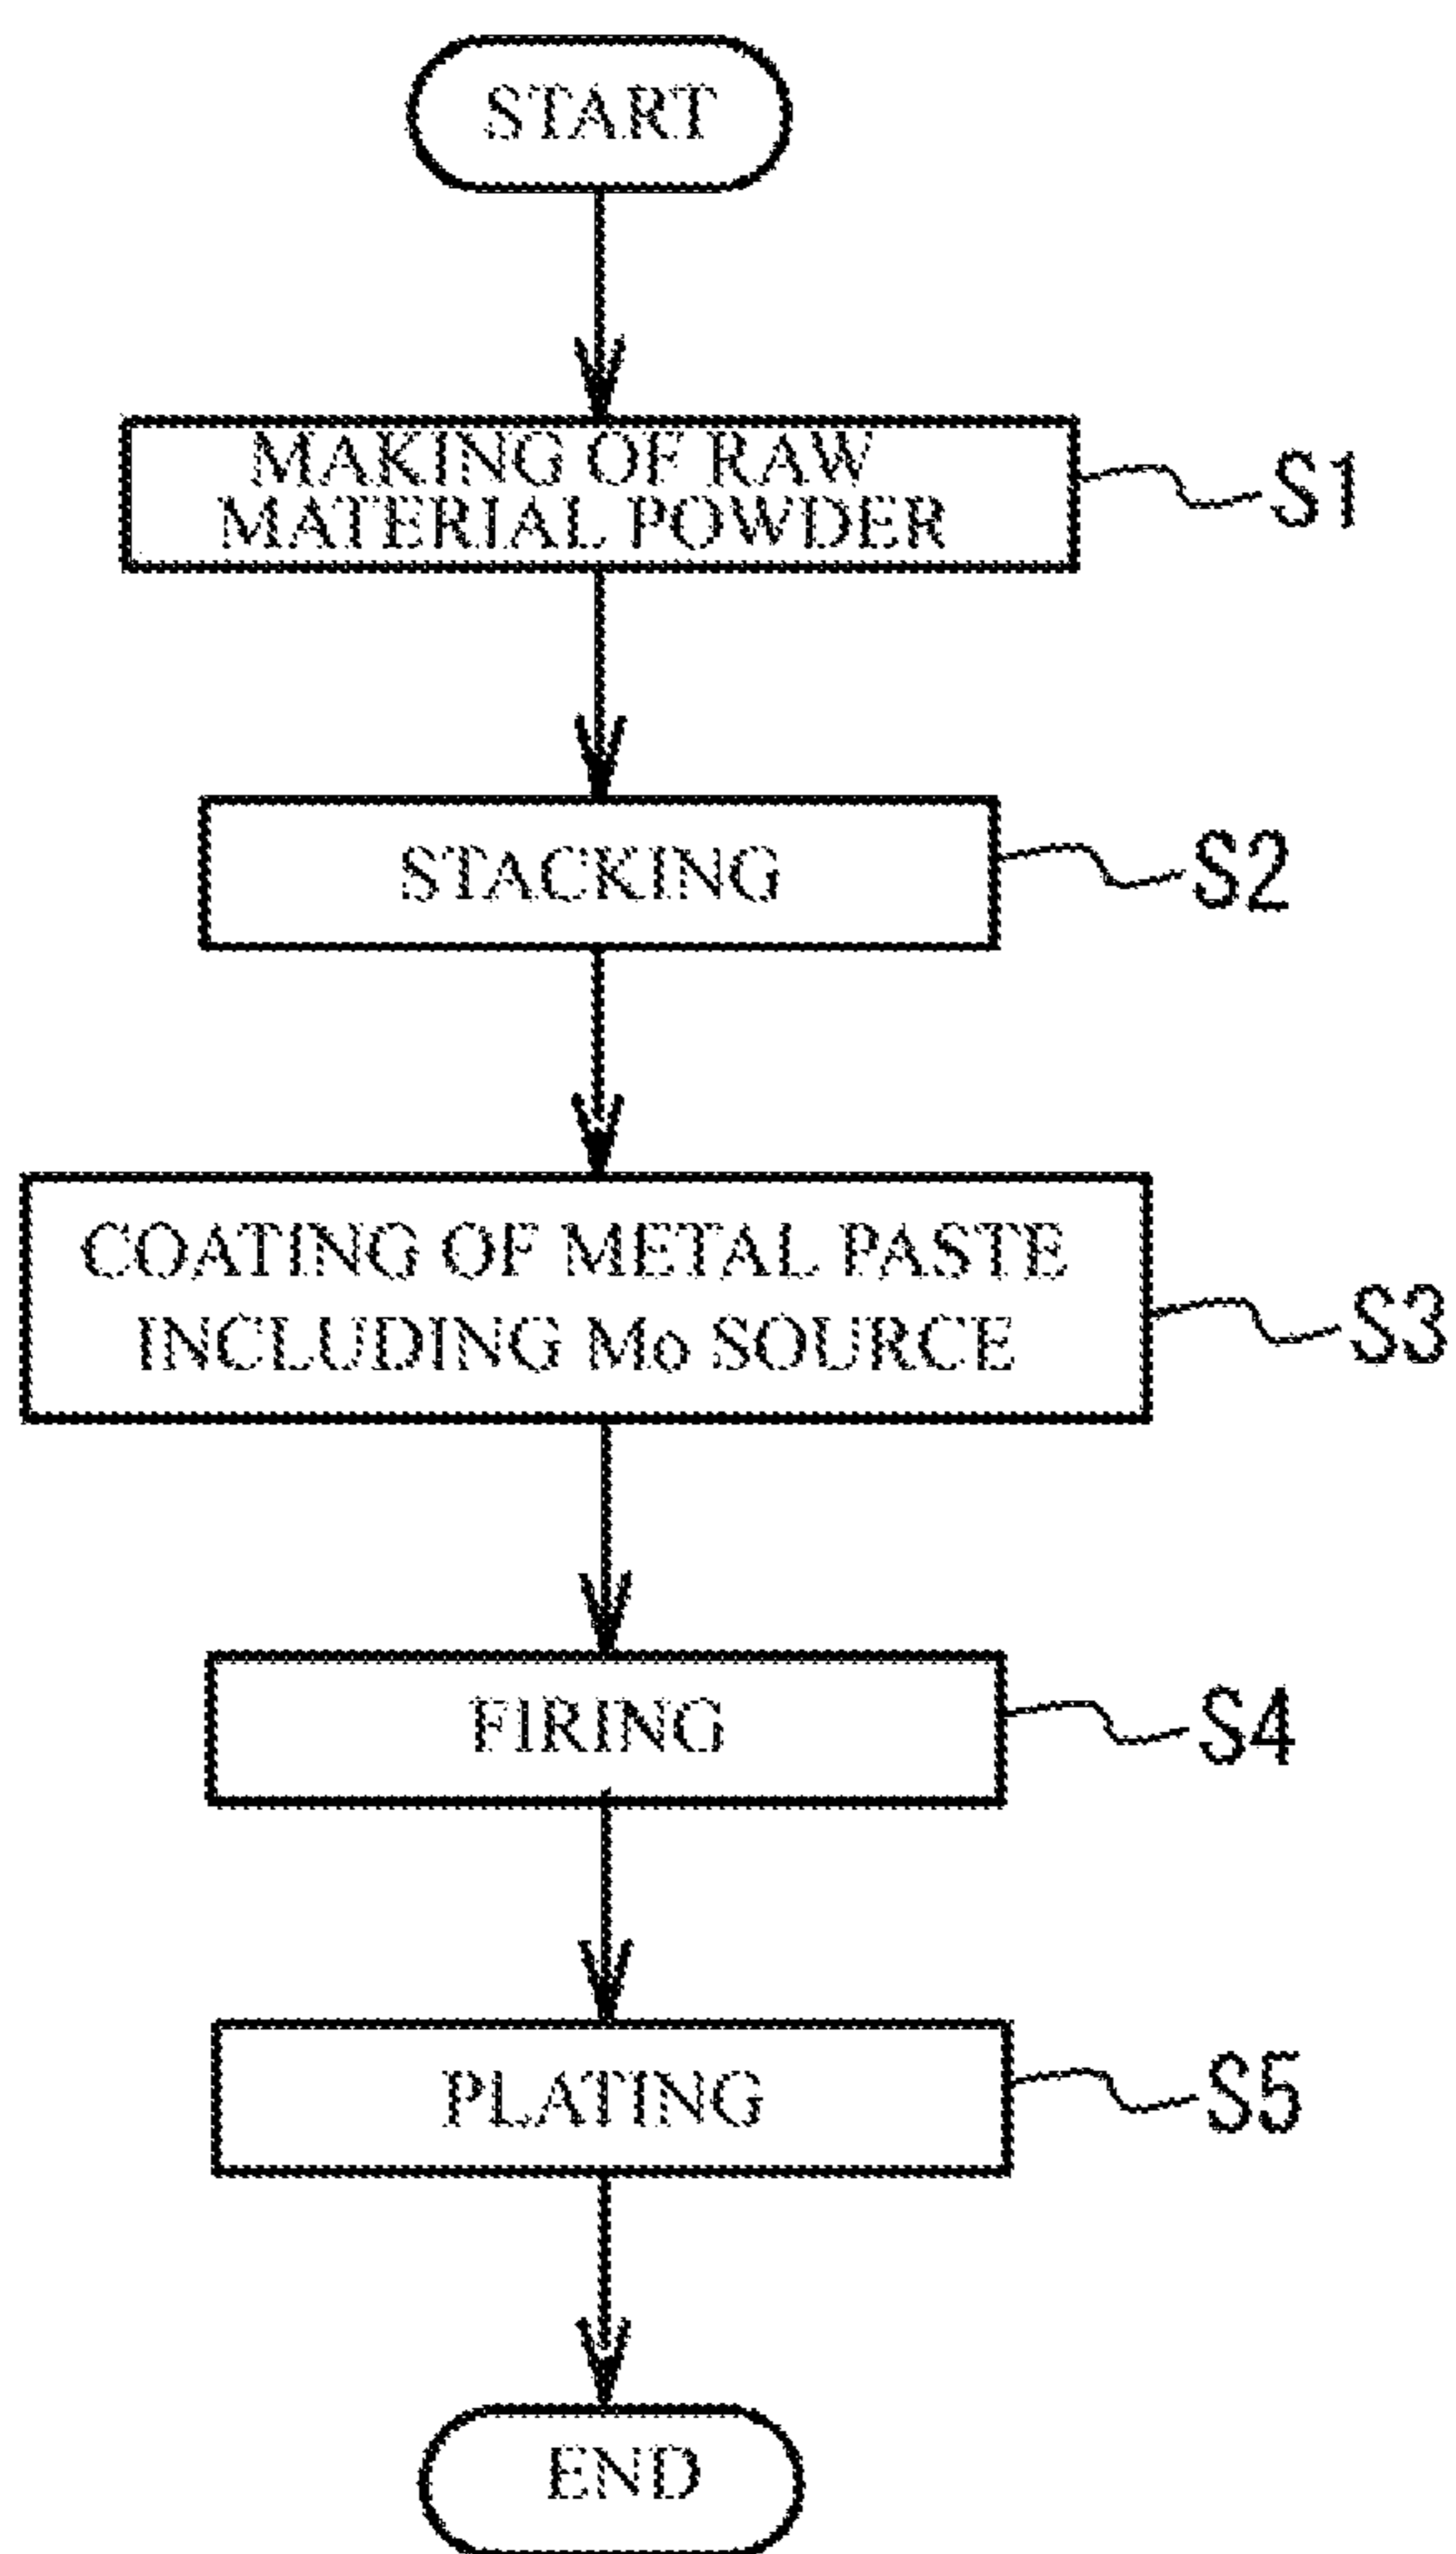 START
MAKING OF RAW
MATERIAL POWDER
S1
STACKING
S2
COATING OF METAL PASTE
INCLUDING Mo SOURCE
S3
FIRING
S4
PLATING
S5
END